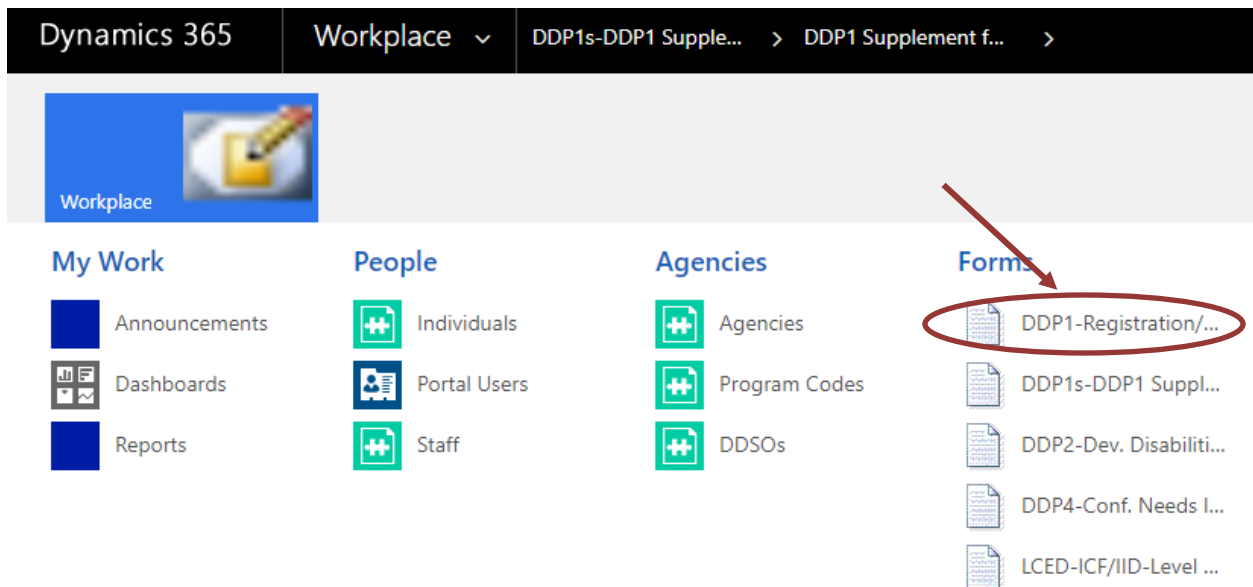 Dynamics 365 Workplace DDP1s-DDP1 Supple... > DDP1 Supplement f... >
Workplace
My Work People Agencies Forms
Announcements Individuals Agencies DDP1-Registration/...
Dashboards Portal Users Program Codes DDP1s-DDP1 Suppl...
Reports Staff DDSOs DDP2-Dev. Disabiliti...
DDP4-Conf. Needs I...
LCED-ICF/IID-Level ...